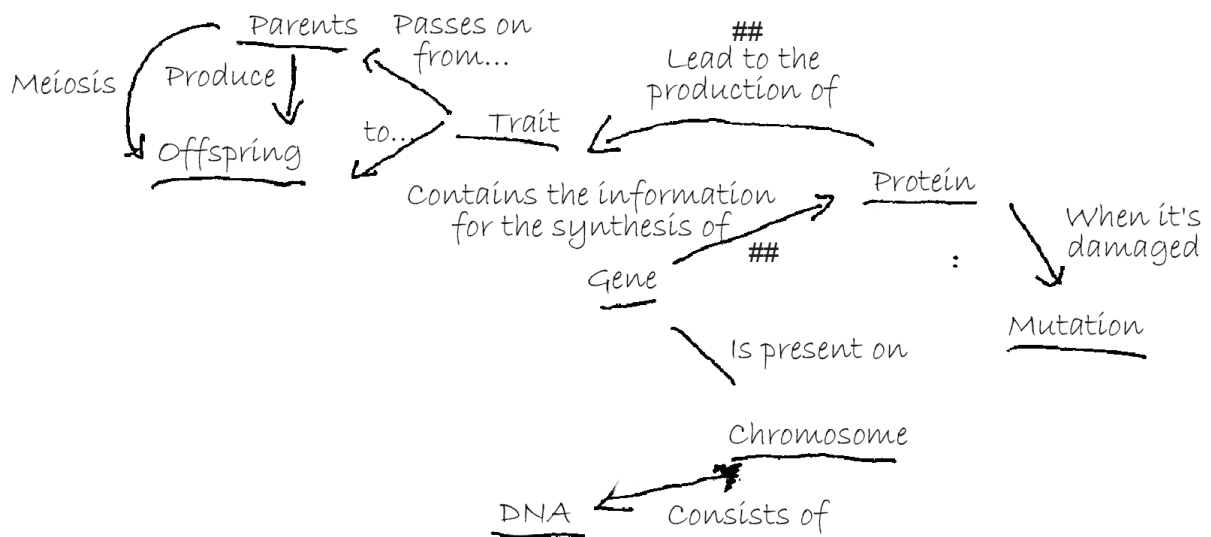 Parents
Passes on
from...
##
Lead to the
production of
Meiosis
Produce
to...
Trait
Offspring
Contains the information
for the synthesis of
Protein
When it's
damaged
##
:
Gene
Mutation
Is present on
Chromosome
DNA
Consists of